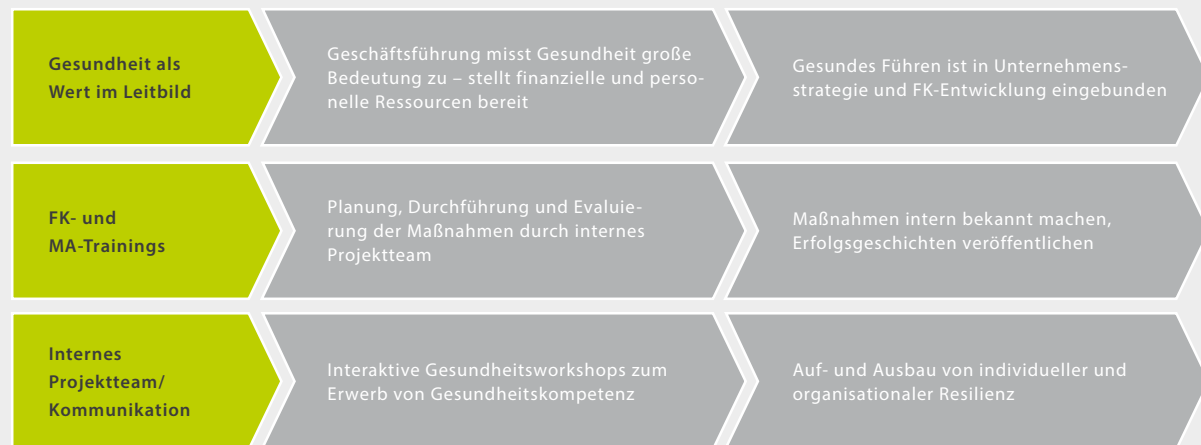 Gesundheit als
Wert im Leitbild
Geschäftsführung misst Gesundheit große
Bedeutung zu – stellt finanzielle und perso-
nelle Ressourcen bereit
Gesundes Führen ist in Unternehmens-
strategie und FK-Entwicklung eingebunden
FK- und
MA-Trainings
Planung, Durchführung und Evaluie-
rung der Maßnahmen durch internes
Projektteam
Maßnahmen intern bekannt machen,
Erfolgsgeschichten veröffentlichen
Internes
Projektteam/
Kommunikation
Interaktive Gesundheitsworkshops zum
Erwerb von Gesundheitskompetenz
Auf- und Ausbau von individueller und
organisationaler Resilienz